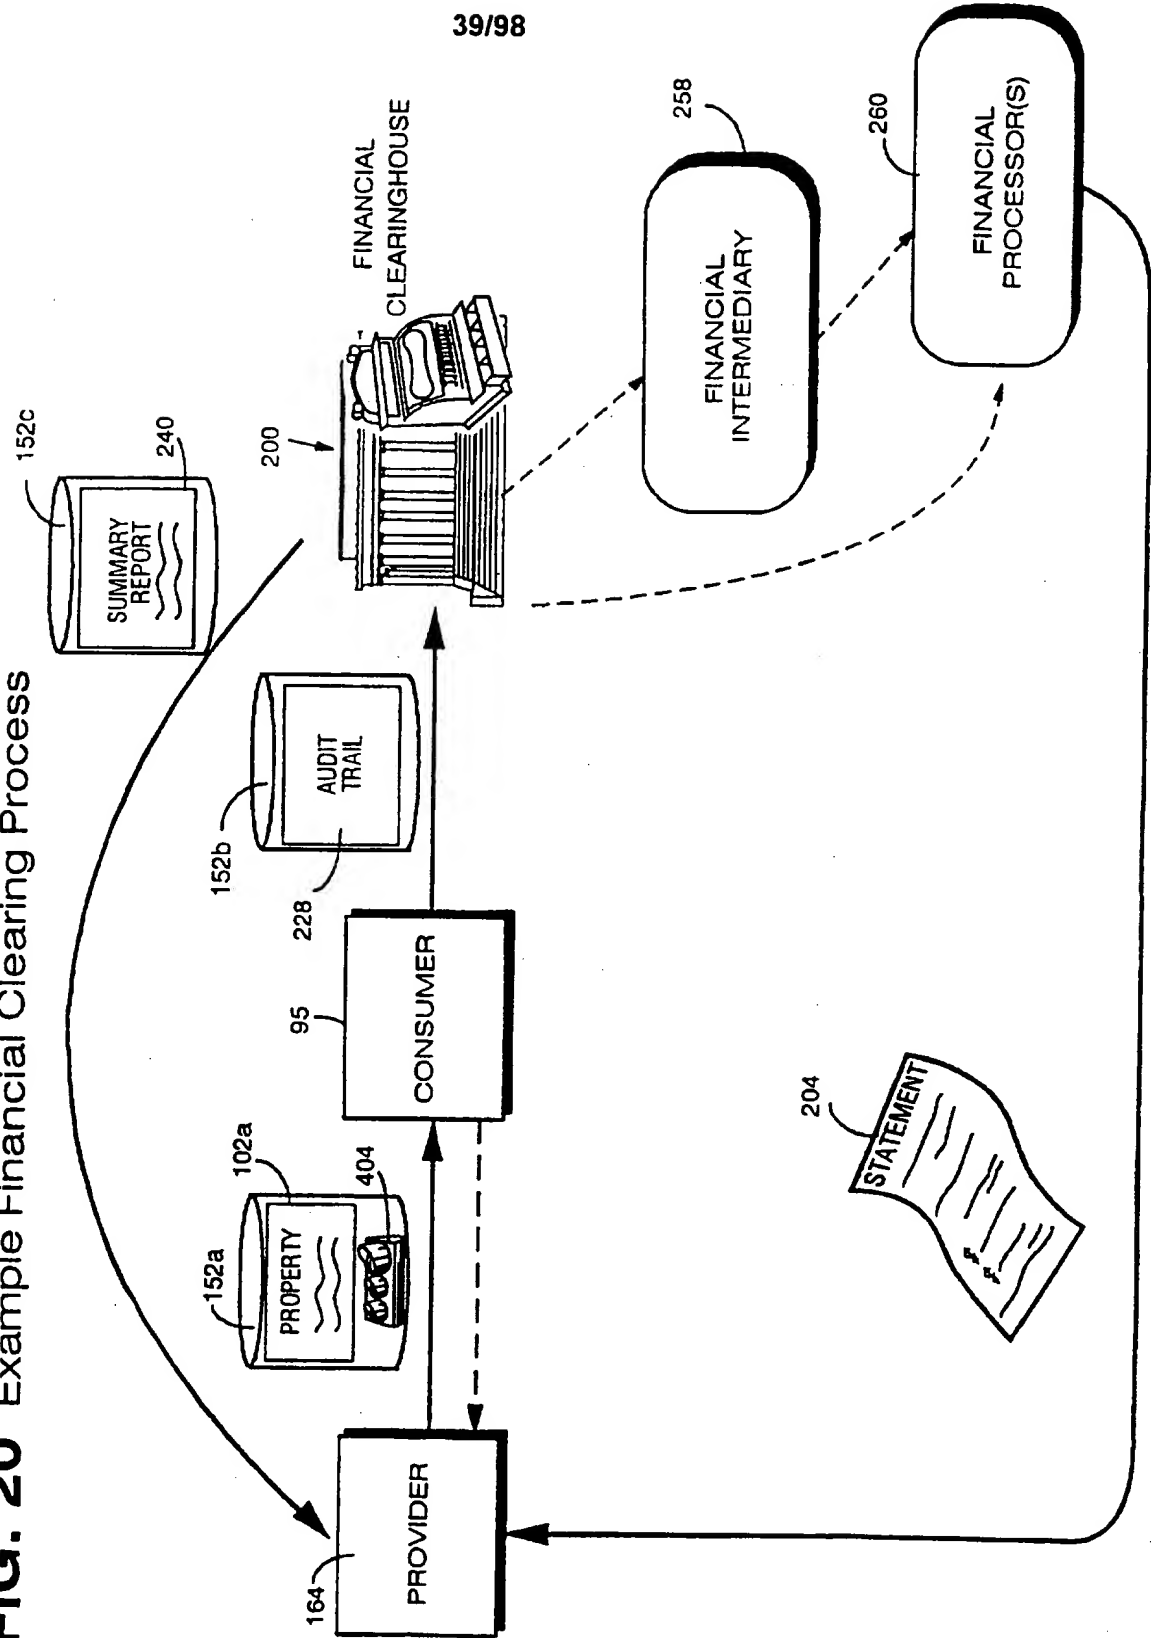 39/98
FIG. 20 Example Financial Clearing Process
152c
SUMMARY
REPORT
240
200
FINANCIAL
CLEARINGHOUSE
152b
AUDIT
TRAIL
228
152a
PROPERTY
102a
404
95
CONSUMER
164
PROVIDER
258
FINANCIAL
INTERMEDIARY
260
FINANCIAL
PROCESSOR(S)
204
STATEMENT